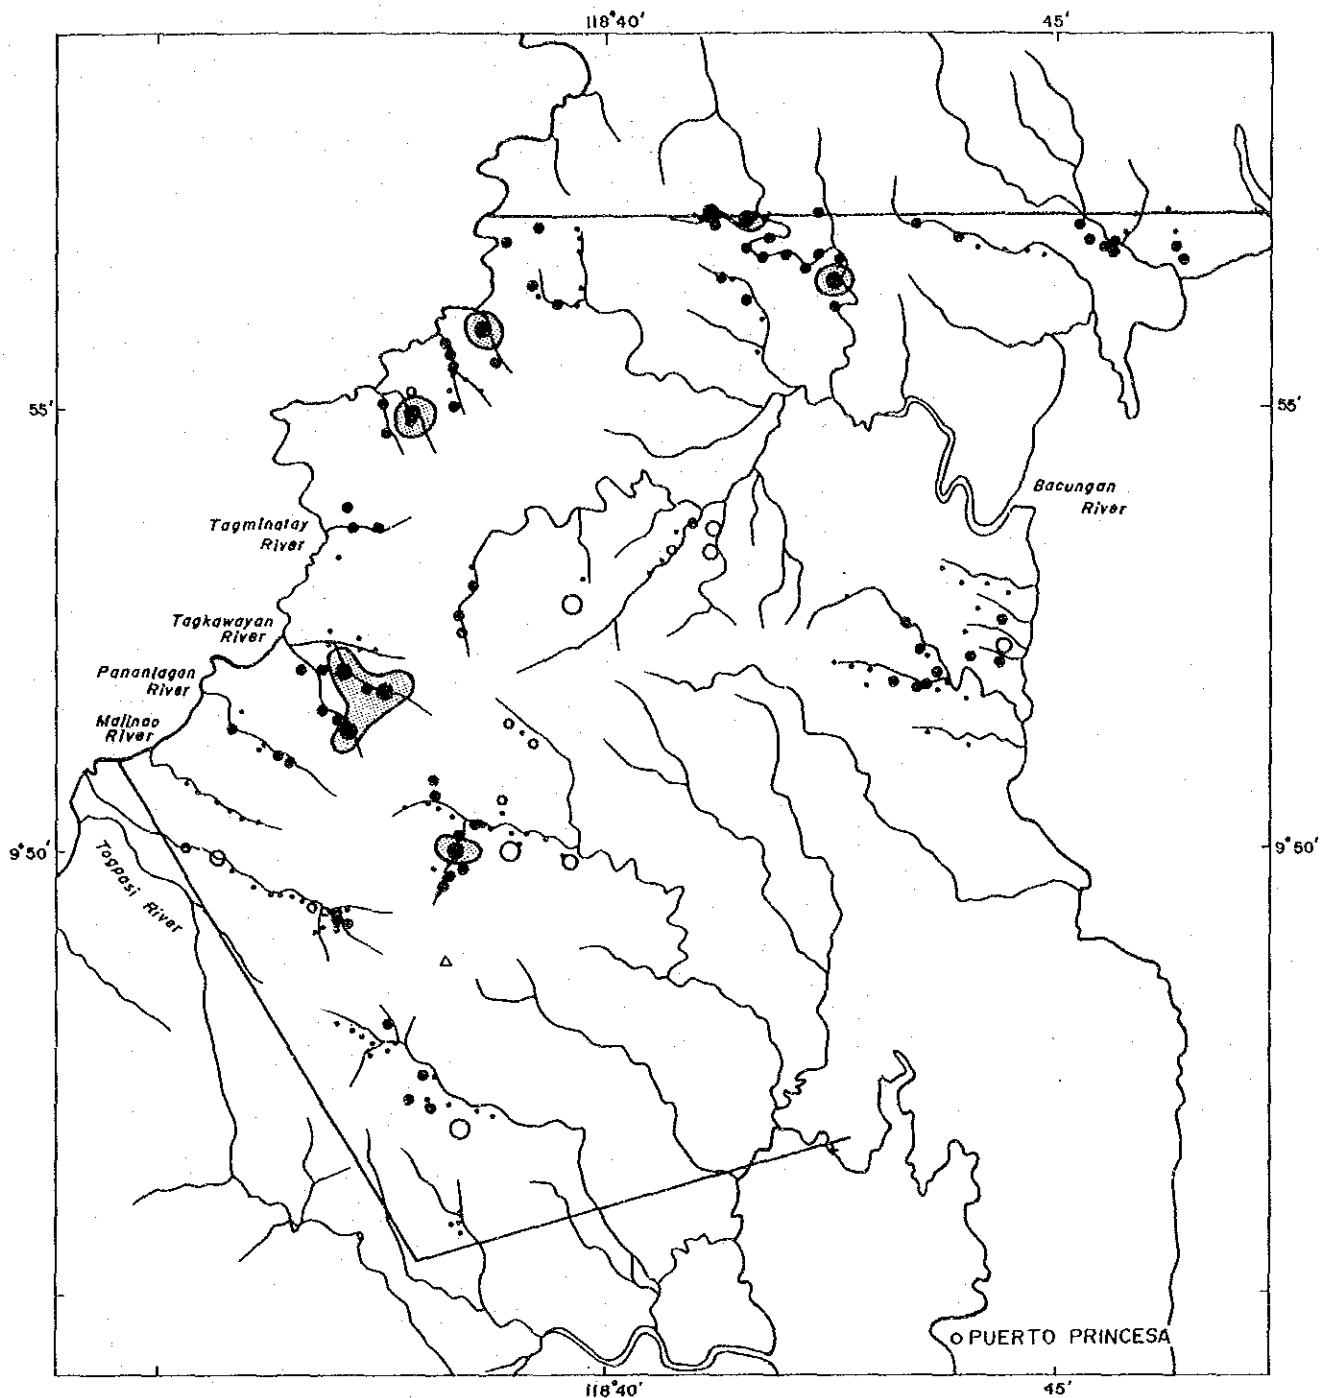 118°40′
45′
55′
55′
Bacungan
River
Tagminatay
River
Tagkawayan
River
Panantagan
River
Malinao
River
9°50′
9°50′
Togpasi River
PUERTO PRINCESA
118°40′
45′